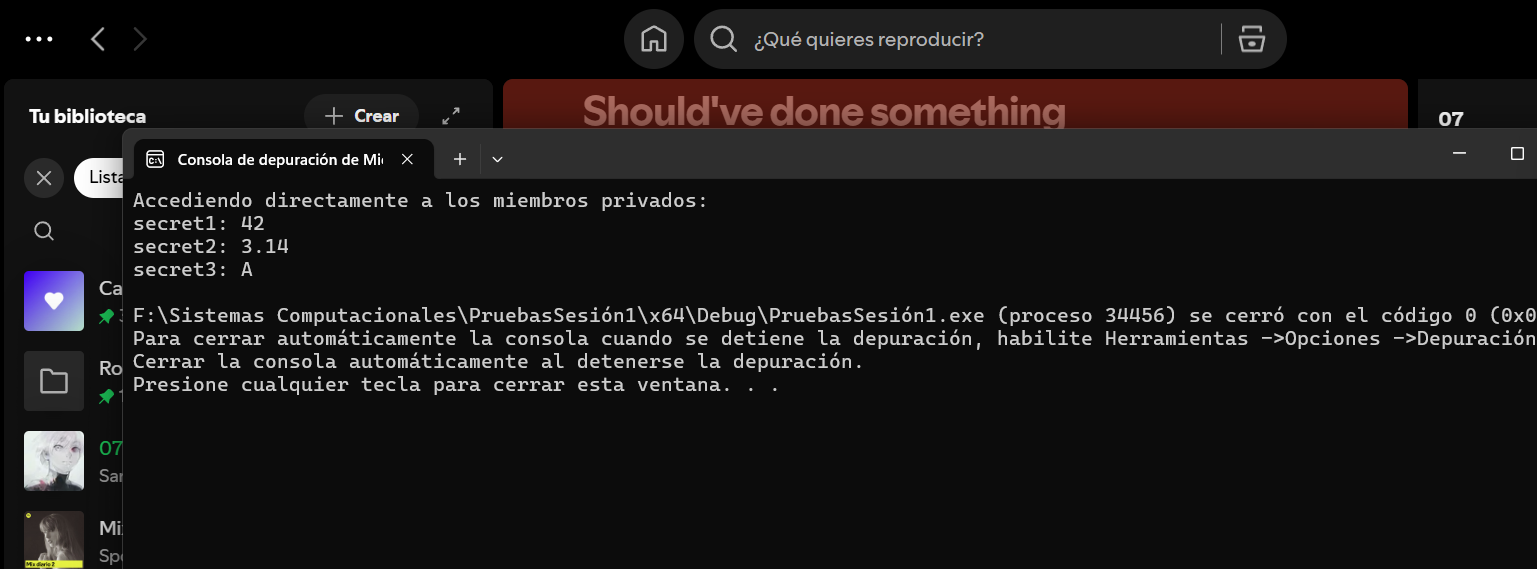 ¿Qué quieres reproducir?
Tu biblioteca
Crear
Should've done something
07
Consola de depuración de Mi
Lista
Accediendo directamente a los miembros privados:
secret1: 42
secret2: 3.14
secret3: A
Ca
F:\Sistemas Computacionales\PruebasSesión1\x64\Debug\PruebasSesión1.exe (proceso 34456) se cerró con el código 0 (0x0
Para cerrar automáticamente la consola cuando se detiene la depuración, habilite Herramientas ->Opciones ->Depuración
Cerrar la consola automáticamente al detenerse la depuración.
Ro
Presione cualquier tecla para cerrar esta ventana. . .
07
Sar
Mi
Spo
Mix diario 2